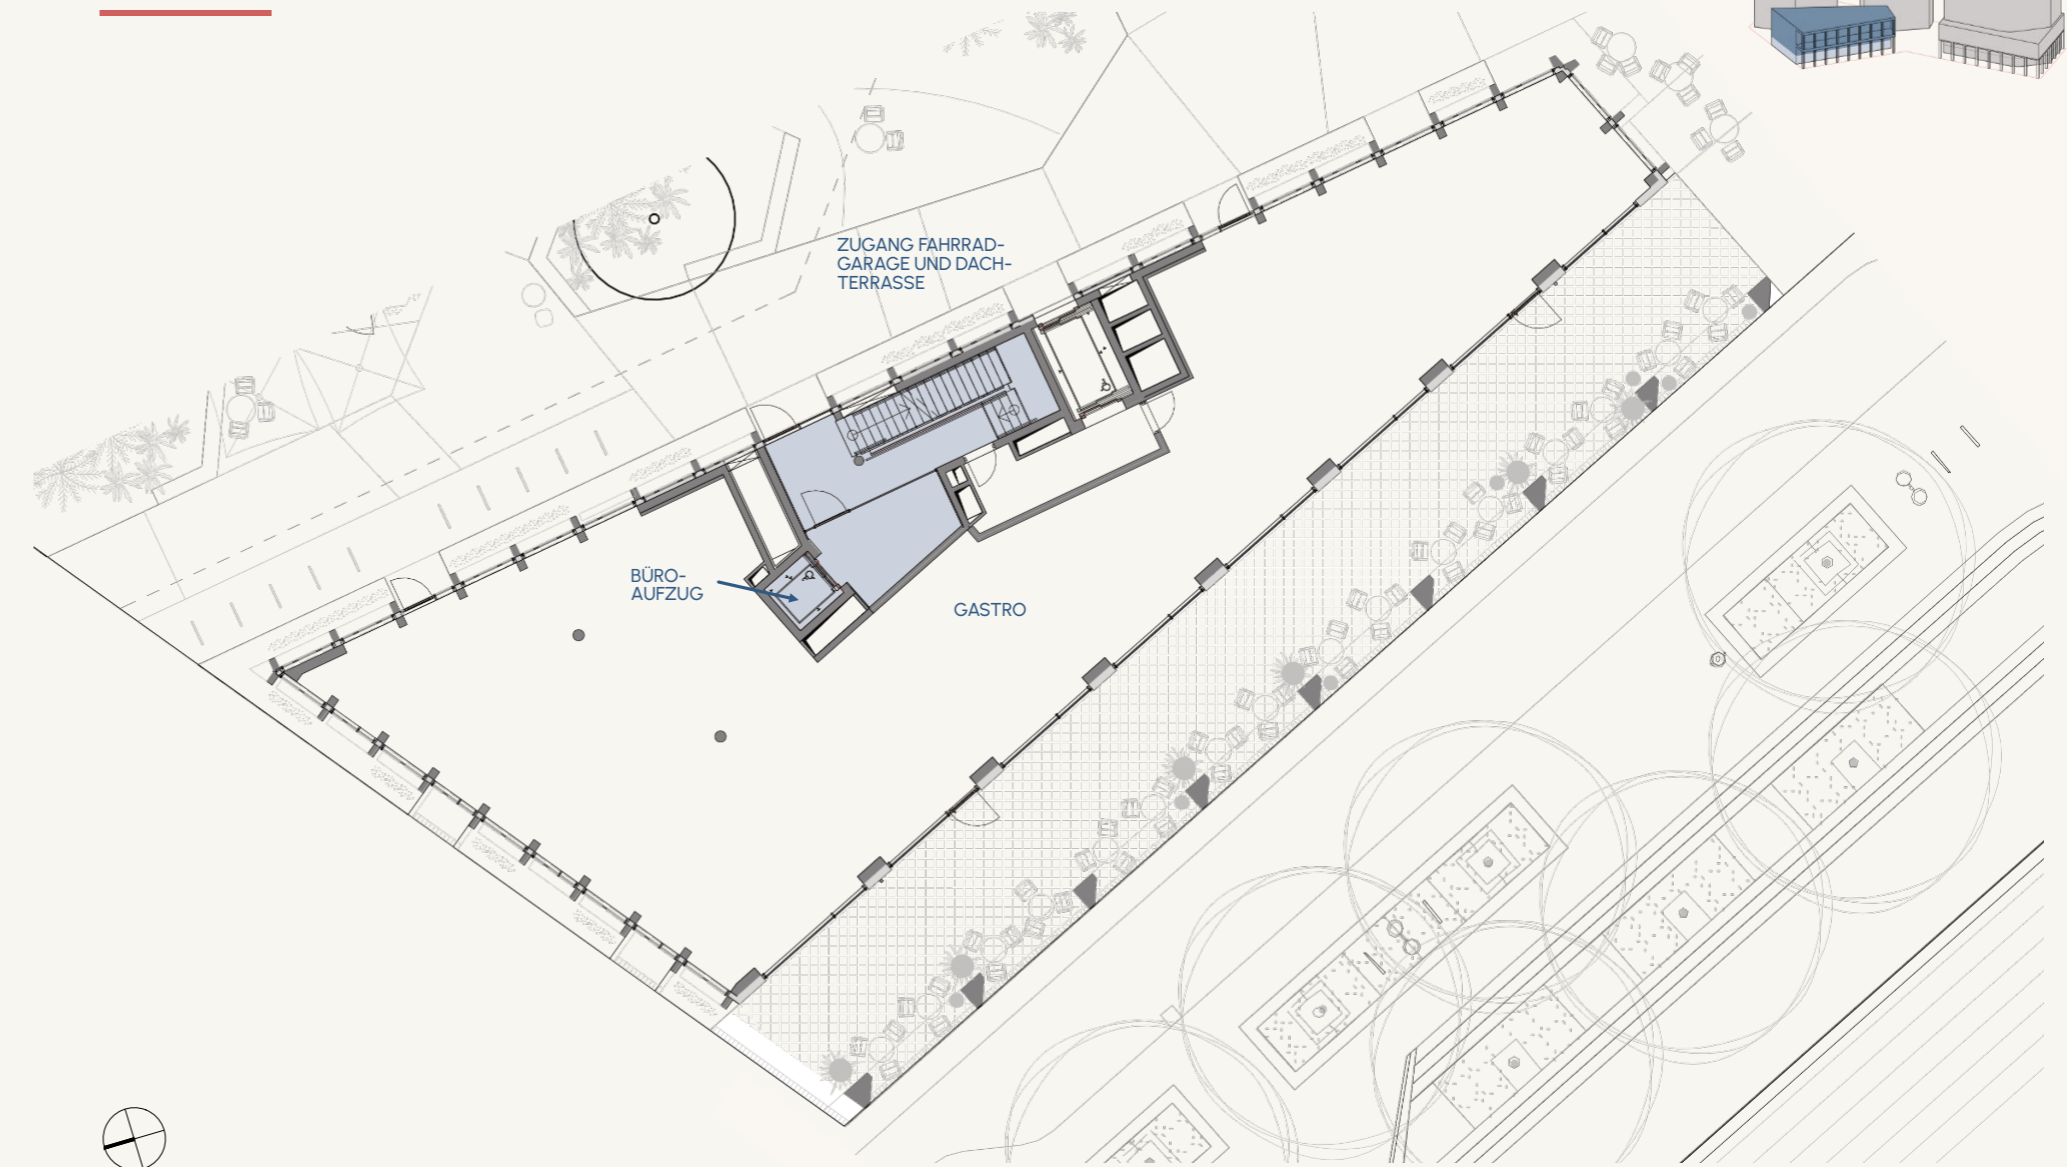 ZUGANG FAHRRAD-
GARAGE UND DACH-
TERRASSE
BÜRO-
AUFZUG
GASTRO